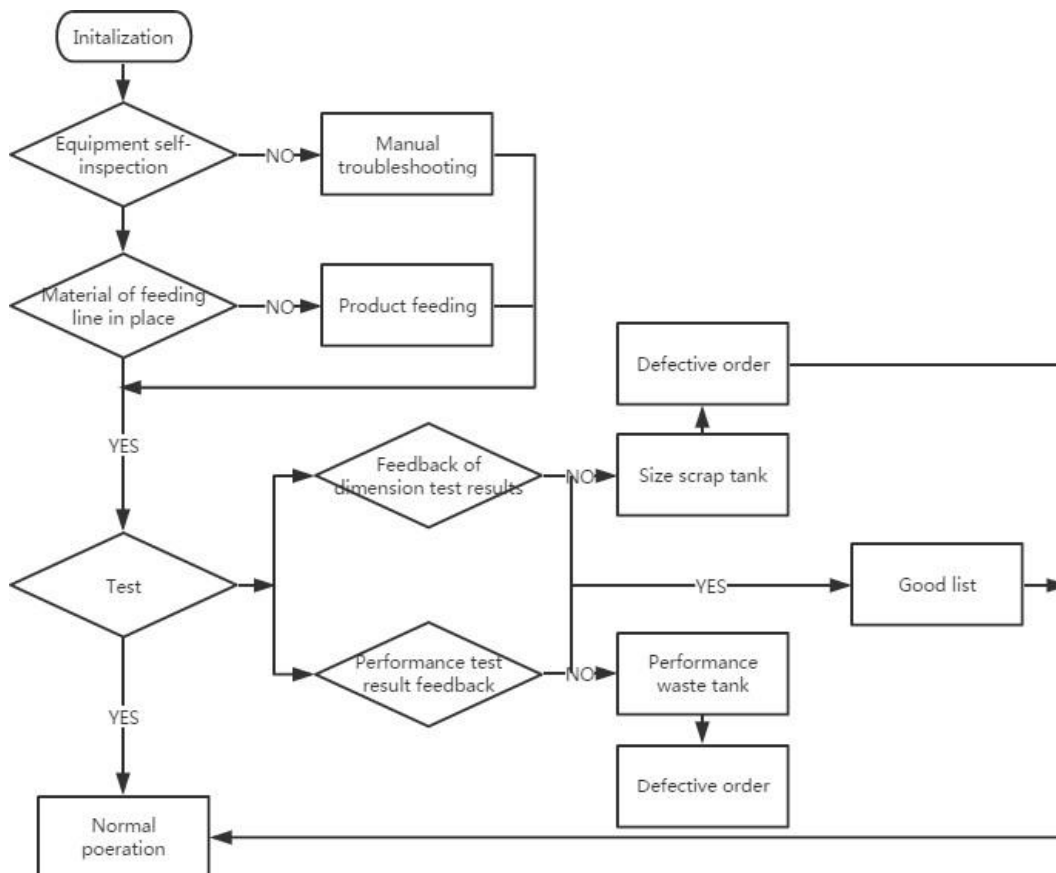 Initalization
Equipment self-
inspection
NO
Manual
troubleshooting
Material of feeding
line in place
NO
Product feeding
YES
Defective order
Feedback of
dimension test results
NO
Size scrap tank
Test
YES
Good list
Performance test
result feedback
NO
Performance
waste tank
YES
Defective order
Normal
poeration